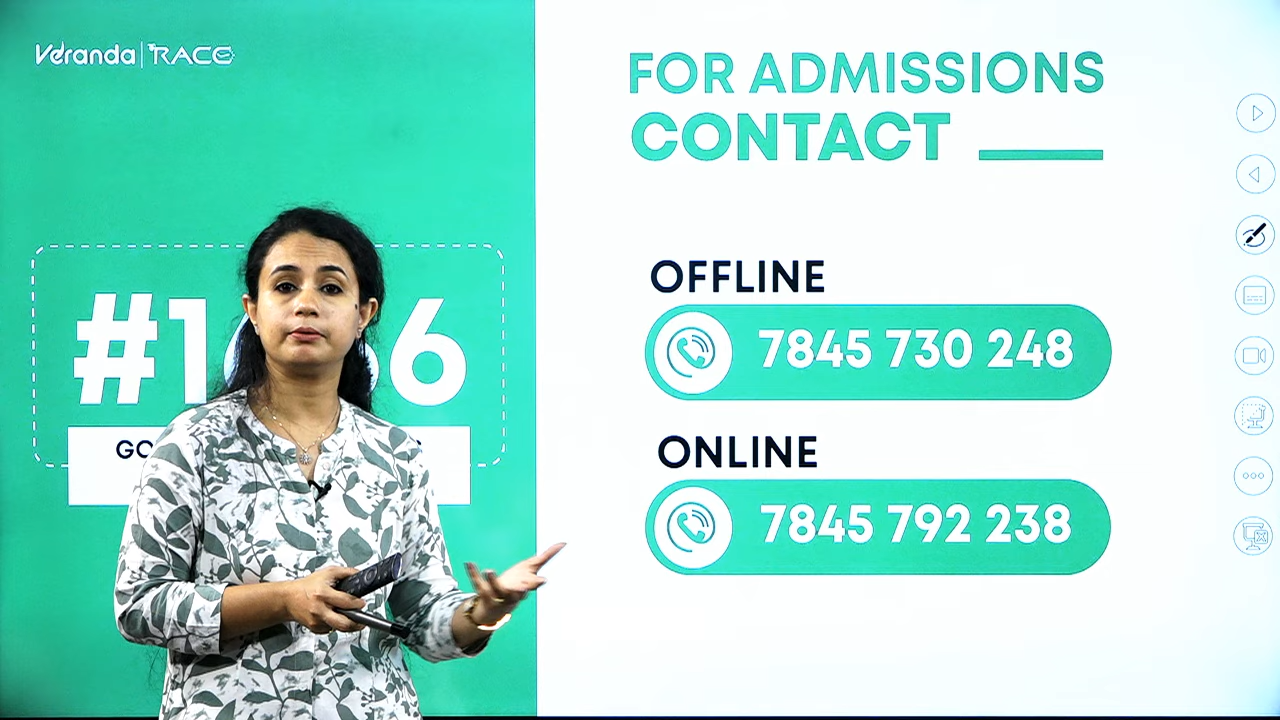 Veranda RACE
FOR ADMISSIONS
CONTACT
OFFLINE
7845 730 248
ONLINE
7845 792 238